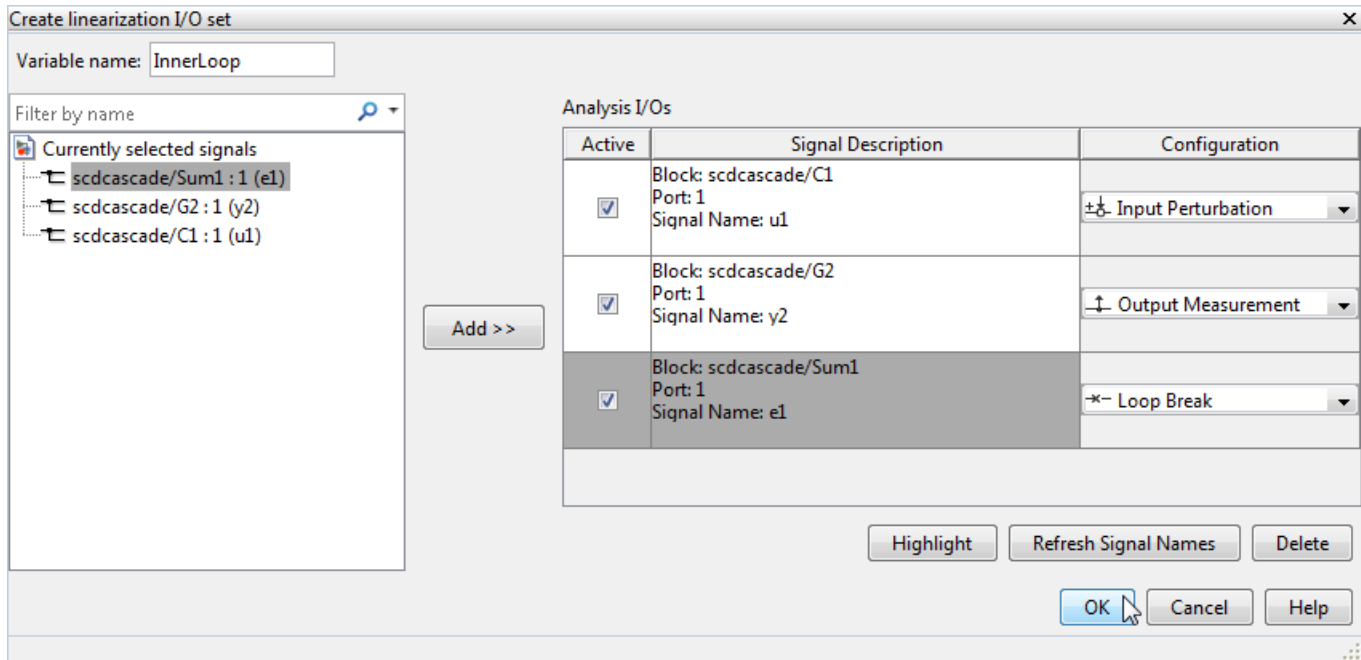 Create linearization I/O set
Variable name: InnerLoop
Filter by name
Currently selected signals
scdcascade/Sum1 : 1 (e1)
scdcascade/G2 : 1 (y2)
scdcascade/C1 : 1 (u1)
Add >>
Analysis I/Os
Active Signal Description Configuration
Block: scdcascade/C1
Port: 1
Signal Name: u1
Input Perturbation
Block: scdcascade/G2
Port: 1
Signal Name: y2
Output Measurement
Block: scdcascade/Sum1
Port: 1
Signal Name: e1
Loop Break
Highlight Refresh Signal Names Delete
OK Cancel Help